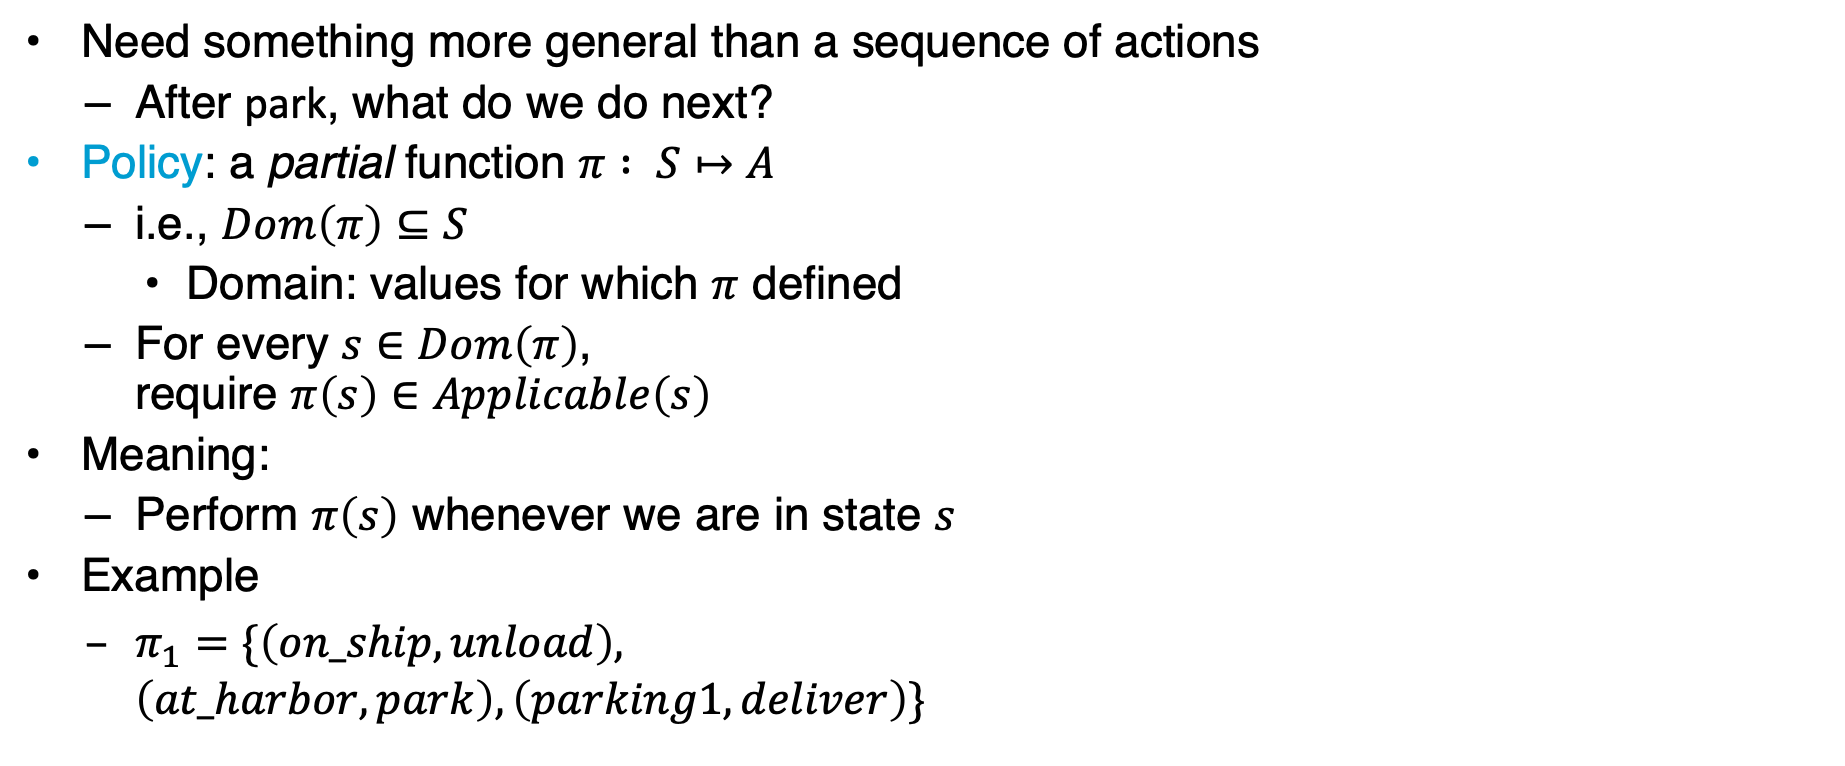 • Need something more general than a sequence of actions
– After park, what do we do next?
• Policy: a partial function π : S ↦ A
– i.e., Dom(π) ⊆ S
• Domain: values for which π defined
– For every s ∈ Dom(π),
require π(s) ∈ Applicable(s)
• Meaning:
– Perform π(s) whenever we are in state s
• Example
– π₁ = {(on_ship, unload),
(at_harbor, park), (parking1, deliver)}